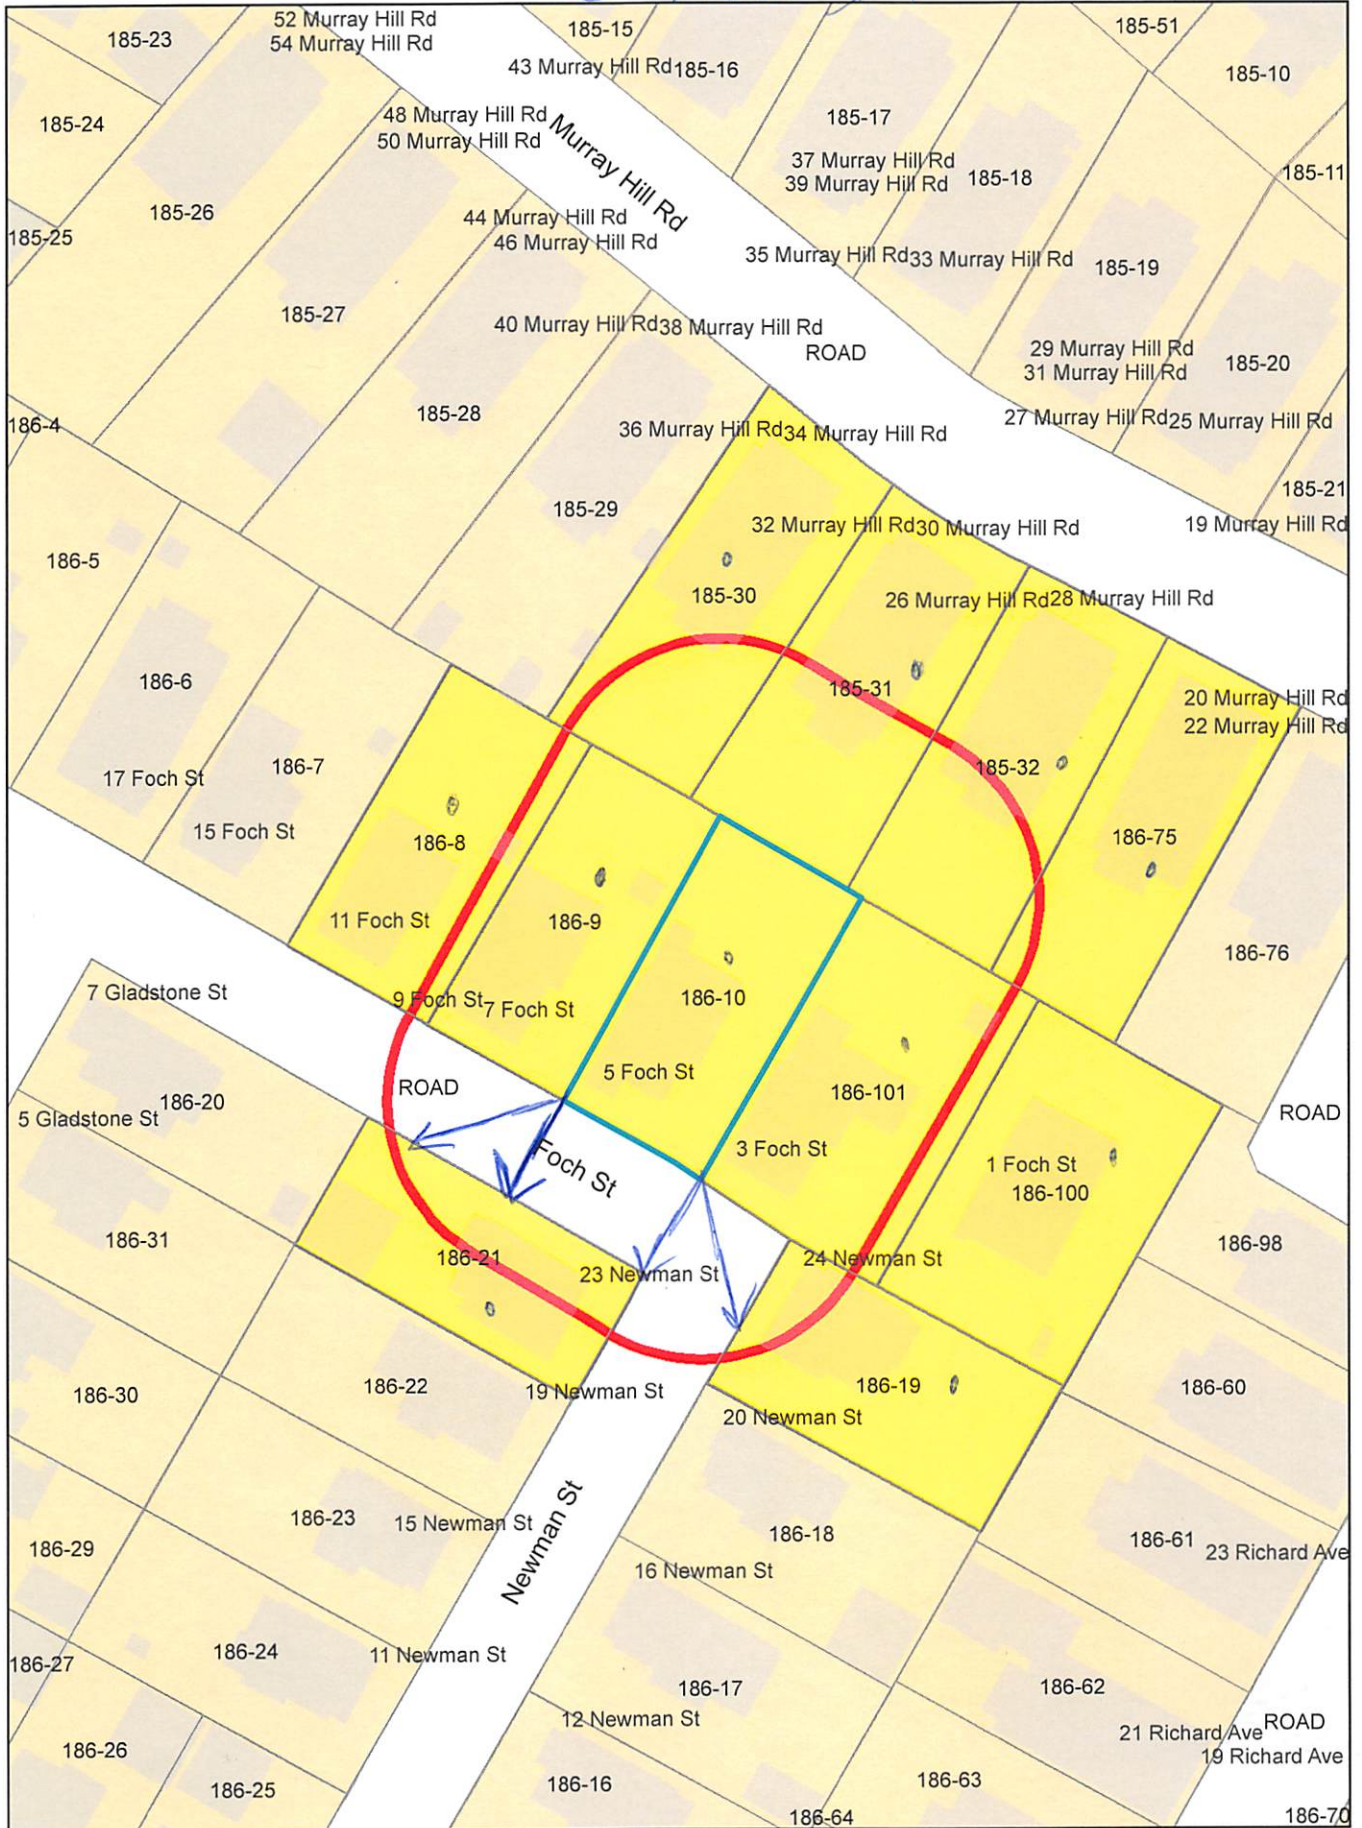 52 Murray Hill Rd
54 Murray Hill Rd
185-23
185-15
43 Murray Hill Rd
185-16
185-51
185-10
185-24
48 Murray Hill Rd
50 Murray Hill Rd
Murray Hill Rd
185-17
37 Murray Hill Rd
39 Murray Hill Rd
185-18
185-11
185-26
185-25
44 Murray Hill Rd
46 Murray Hill Rd
35 Murray Hill Rd
33 Murray Hill Rd
185-19
185-27
40 Murray Hill Rd
38 Murray Hill Rd
ROAD
29 Murray Hill Rd
31 Murray Hill Rd
185-20
186-4
185-28
36 Murray Hill Rd
34 Murray Hill Rd
27 Murray Hill Rd
25 Murray Hill Rd
185-21
185-29
32 Murray Hill Rd
30 Murray Hill Rd
19 Murray Hill Rd
186-5
185-30
26 Murray Hill Rd
28 Murray Hill Rd
186-6
185-31
20 Murray Hill Rd
22 Murray Hill Rd
17 Foch St
186-7
185-32
15 Foch St
186-8
186-75
11 Foch St
186-9
186-76
7 Gladstone St
9 Foch St
7 Foch St
186-10
5 Foch St
ROAD
186-101
186-20
5 Gladstone St
ROAD
Foch St
3 Foch St
1 Foch St
186-100
186-31
186-21
23 Newman St
24 Newman St
186-98
186-30
186-22
19 Newman St
186-19
186-60
20 Newman St
186-23
15 Newman St
Newman St
186-18
186-61
23 Richard Ave
186-29
16 Newman St
186-27
186-24
11 Newman St
186-17
186-62
12 Newman St
21 Richard Ave
ROAD
19 Richard Ave
186-26
186-25
186-16
186-63
186-64
186-70